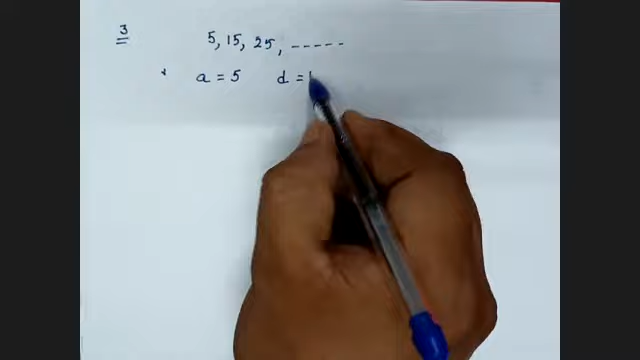 3
5, 15, 25, -----
a = 5 d = 1